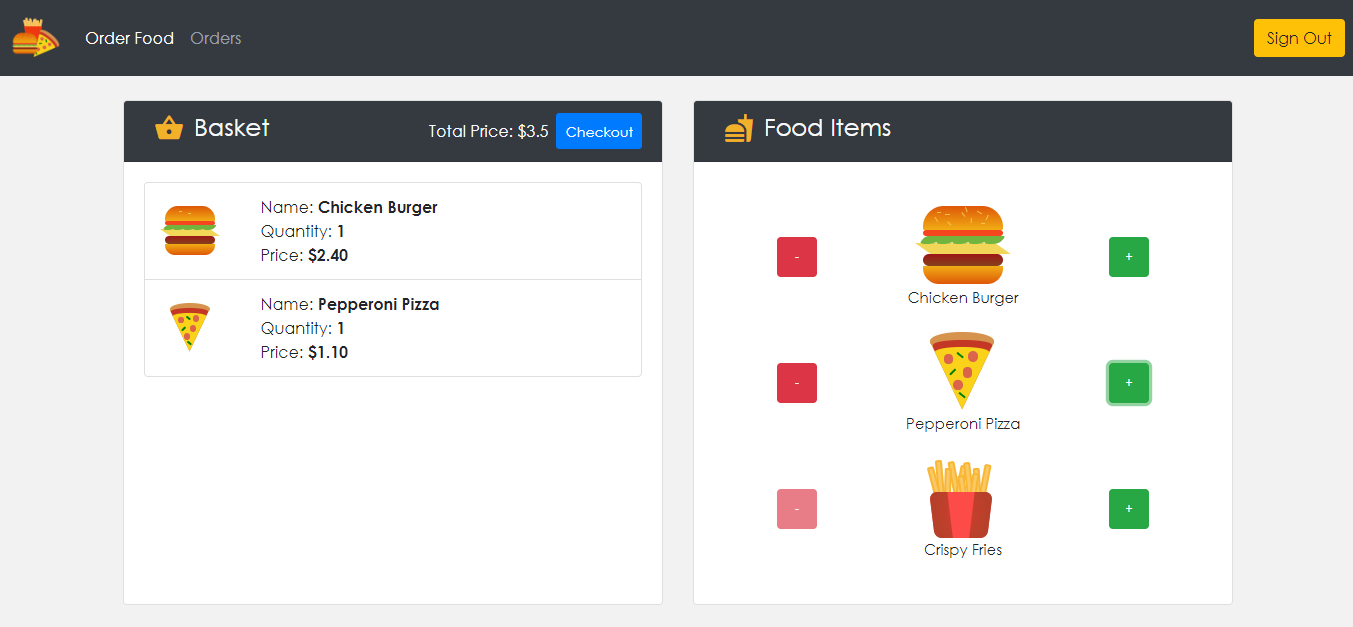 Order Food
Orders
Sign Out
Basket
Total Price: $3.5
Checkout
Name: Chicken Burger
Quantity: 1
Price: $2.40
Name: Pepperoni Pizza
Quantity: 1
Price: $1.10
Food Items
-
+
Chicken Burger
-
+
Pepperoni Pizza
-
+
Crispy Fries